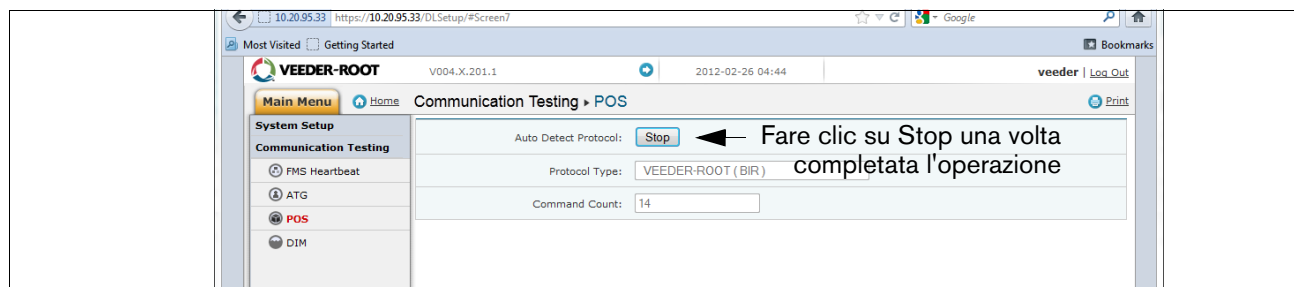 10.20.95.33 https://10.20.95.33/DLSetup/#Screen7 Google
Most Visited Getting Started Bookmarks
VEEDER-ROOT V004.X.201.1 2012-02-26 04:44 veeder | Log Out
Main Menu Home Communication Testing ▸ POS Print
System Setup
Communication Testing
FMS Heartbeat
ATG
POS
DIM
Auto Detect Protocol: Stop
Fare clic su Stop una volta
completata l'operazione
Protocol Type: VEEDER-ROOT ( BIR )
Command Count: 14